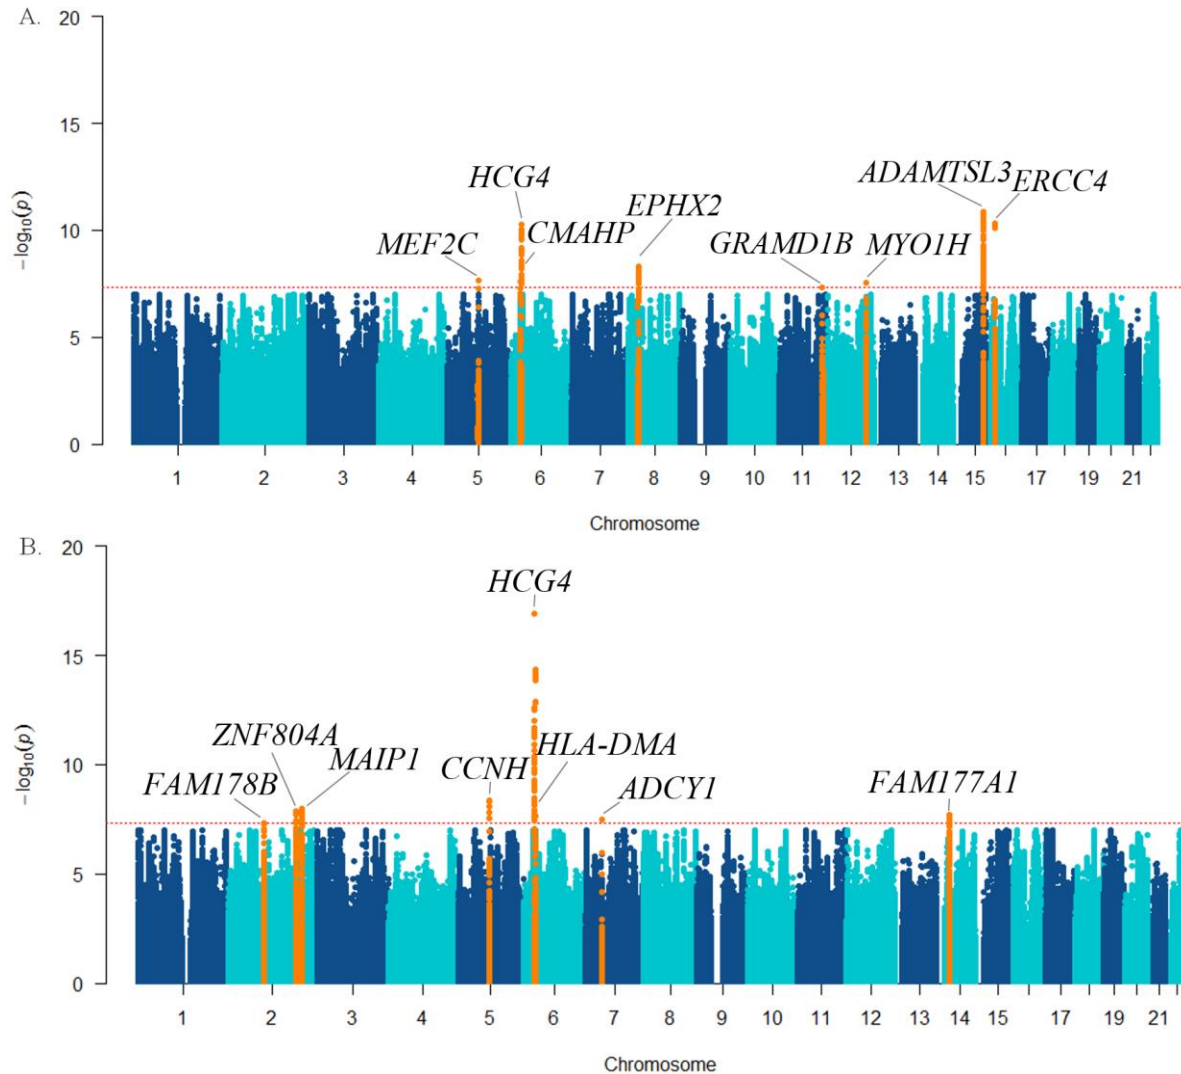 A.
20
15
10
5
0
−log10(p)
HCG4
MEF2C
CMAHP
EPHX2
GRAMD1B
MYO1H
ADAMTSL3
ERCC4
1 2 3 4 5 6 7 8 9 10 11 12 13 14 15 17 19 21
Chromosome
B.
20
15
10
5
0
−log10(p)
HCG4
ZNF804A
MAIP1
FAM178B
CCNH
HLA-DMA
ADCY1
FAM177A1
1 2 3 4 5 6 7 8 9 10 11 12 13 14 15 17 19 21
Chromosome